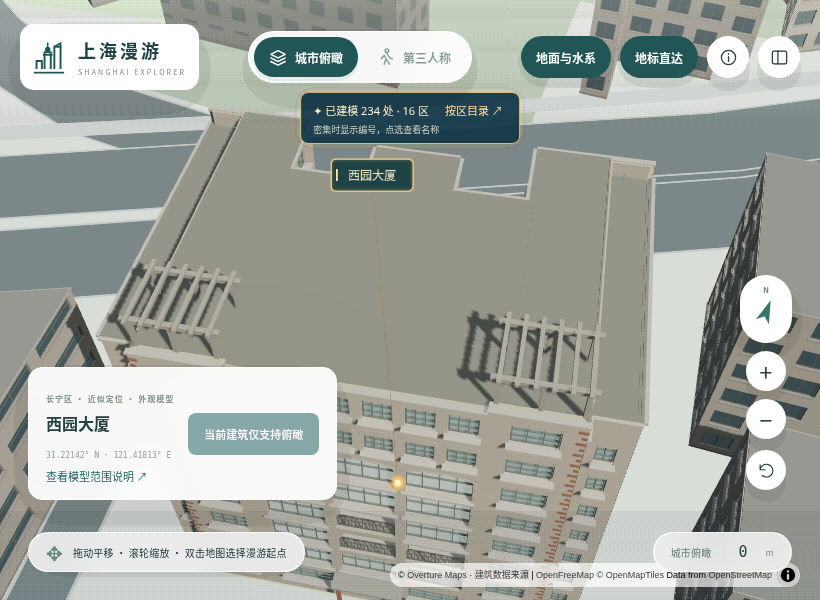 上海漫游
SHANGHAI EXPLORER
城市俯瞰
第三人称
地面与水系
地标直达
✦ 已建模 234 处 · 16 区 按区目录 ↗
密集时显示编号，点选查看名称
西园大厦
N
长宁区 · 近似定位 · 外观模型
西园大厦
当前建筑仅支持俯瞰
31.22142° N · 121.41813° E
查看模型范围说明 ↗
拖动平移 · 滚轮缩放 · 双击地图选择漫游起点
城市俯瞰 0 m
© Overture Maps · 建筑数据来源 | OpenFreeMap © OpenMapTiles Data from OpenStreetMap